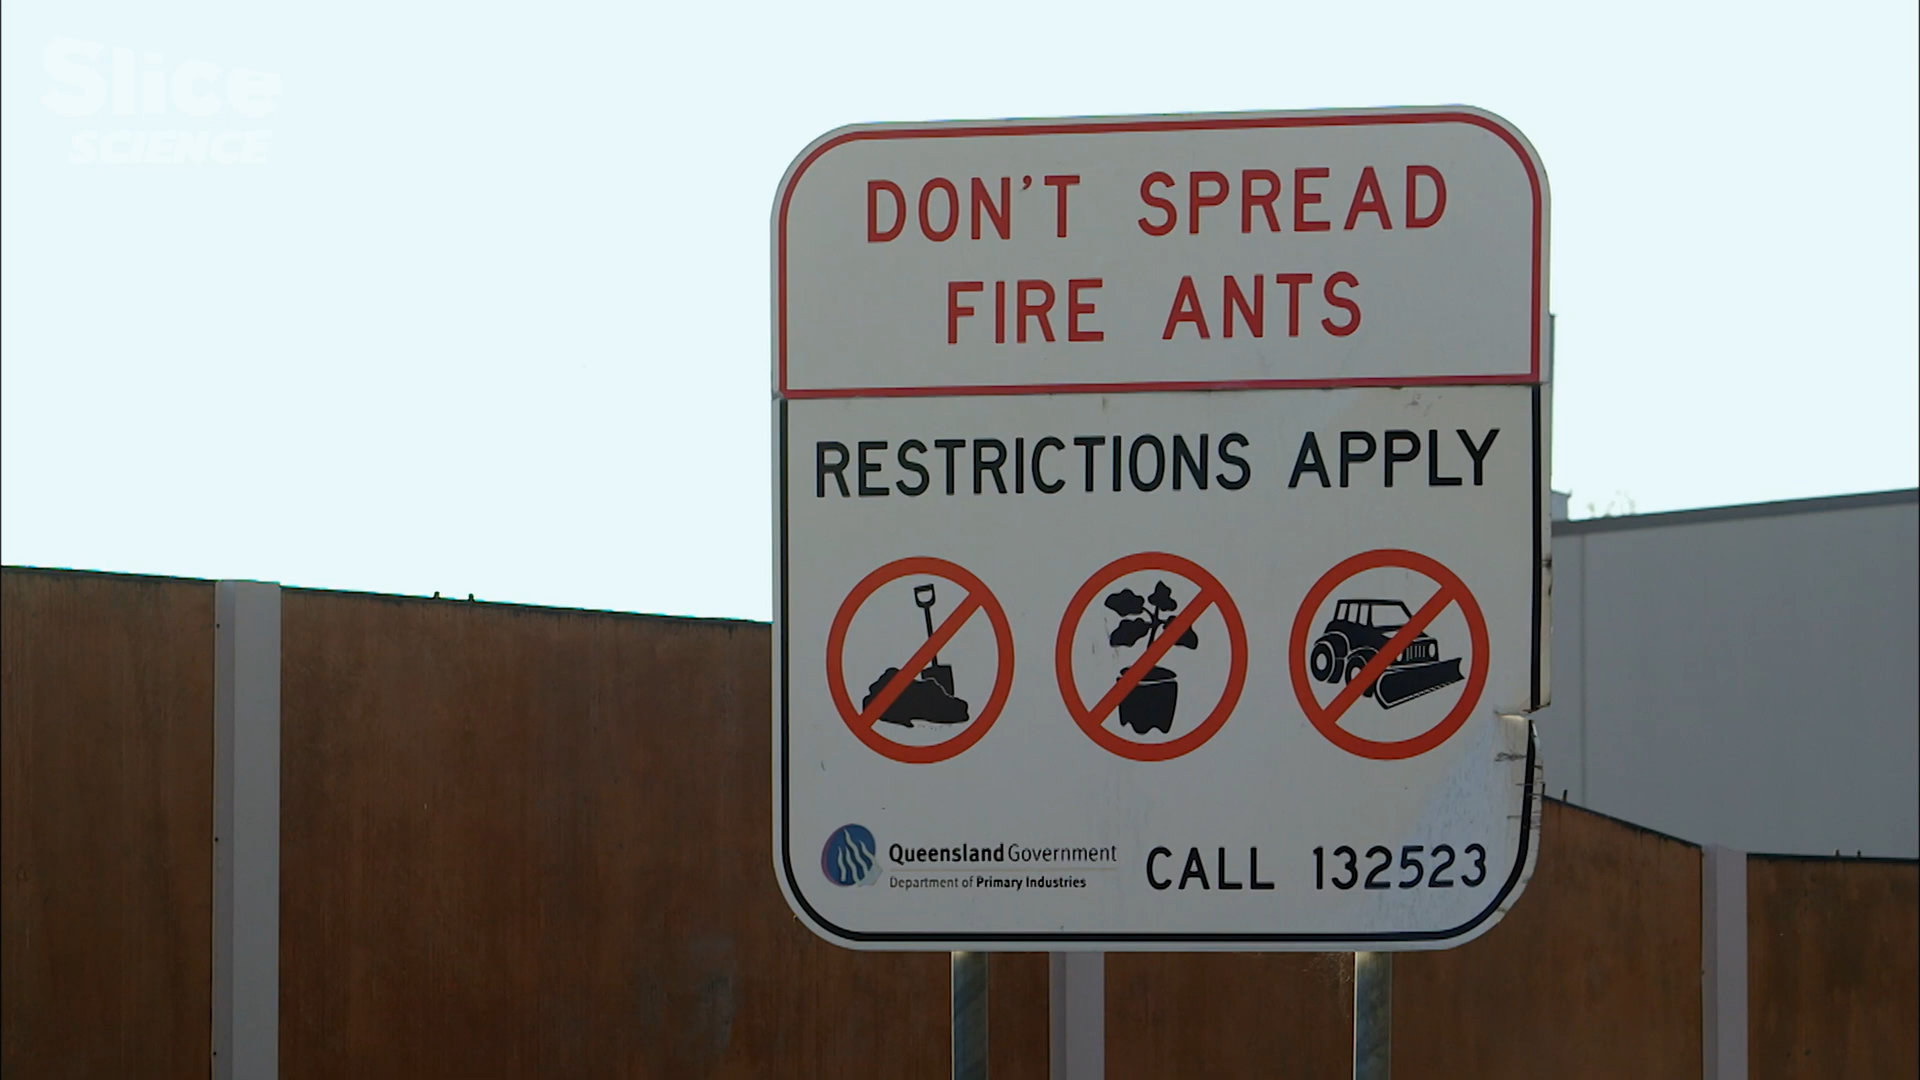 Slice
SCIENCE
DON'T SPREAD
FIRE ANTS
RESTRICTIONS APPLY
Queensland Government
Department of Primary Industries
CALL 132523